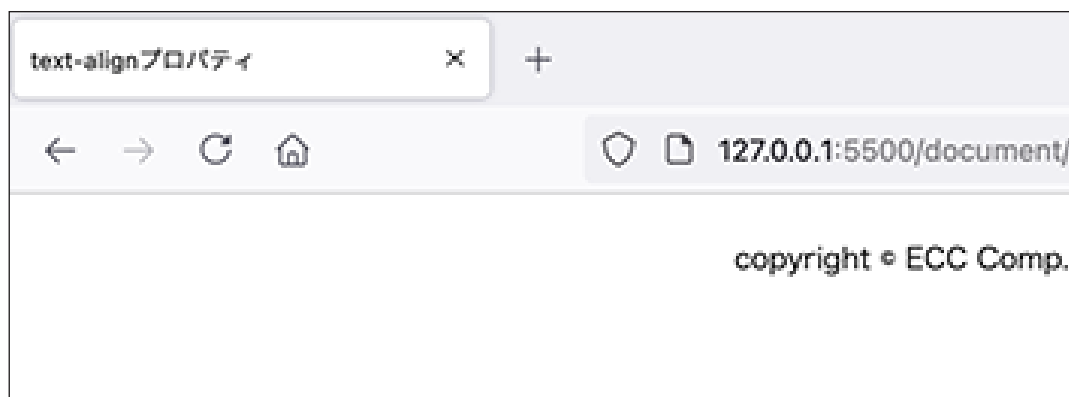 text-alignプロパティ
127.0.0.1:5500/document/
copyright © ECC Comp.